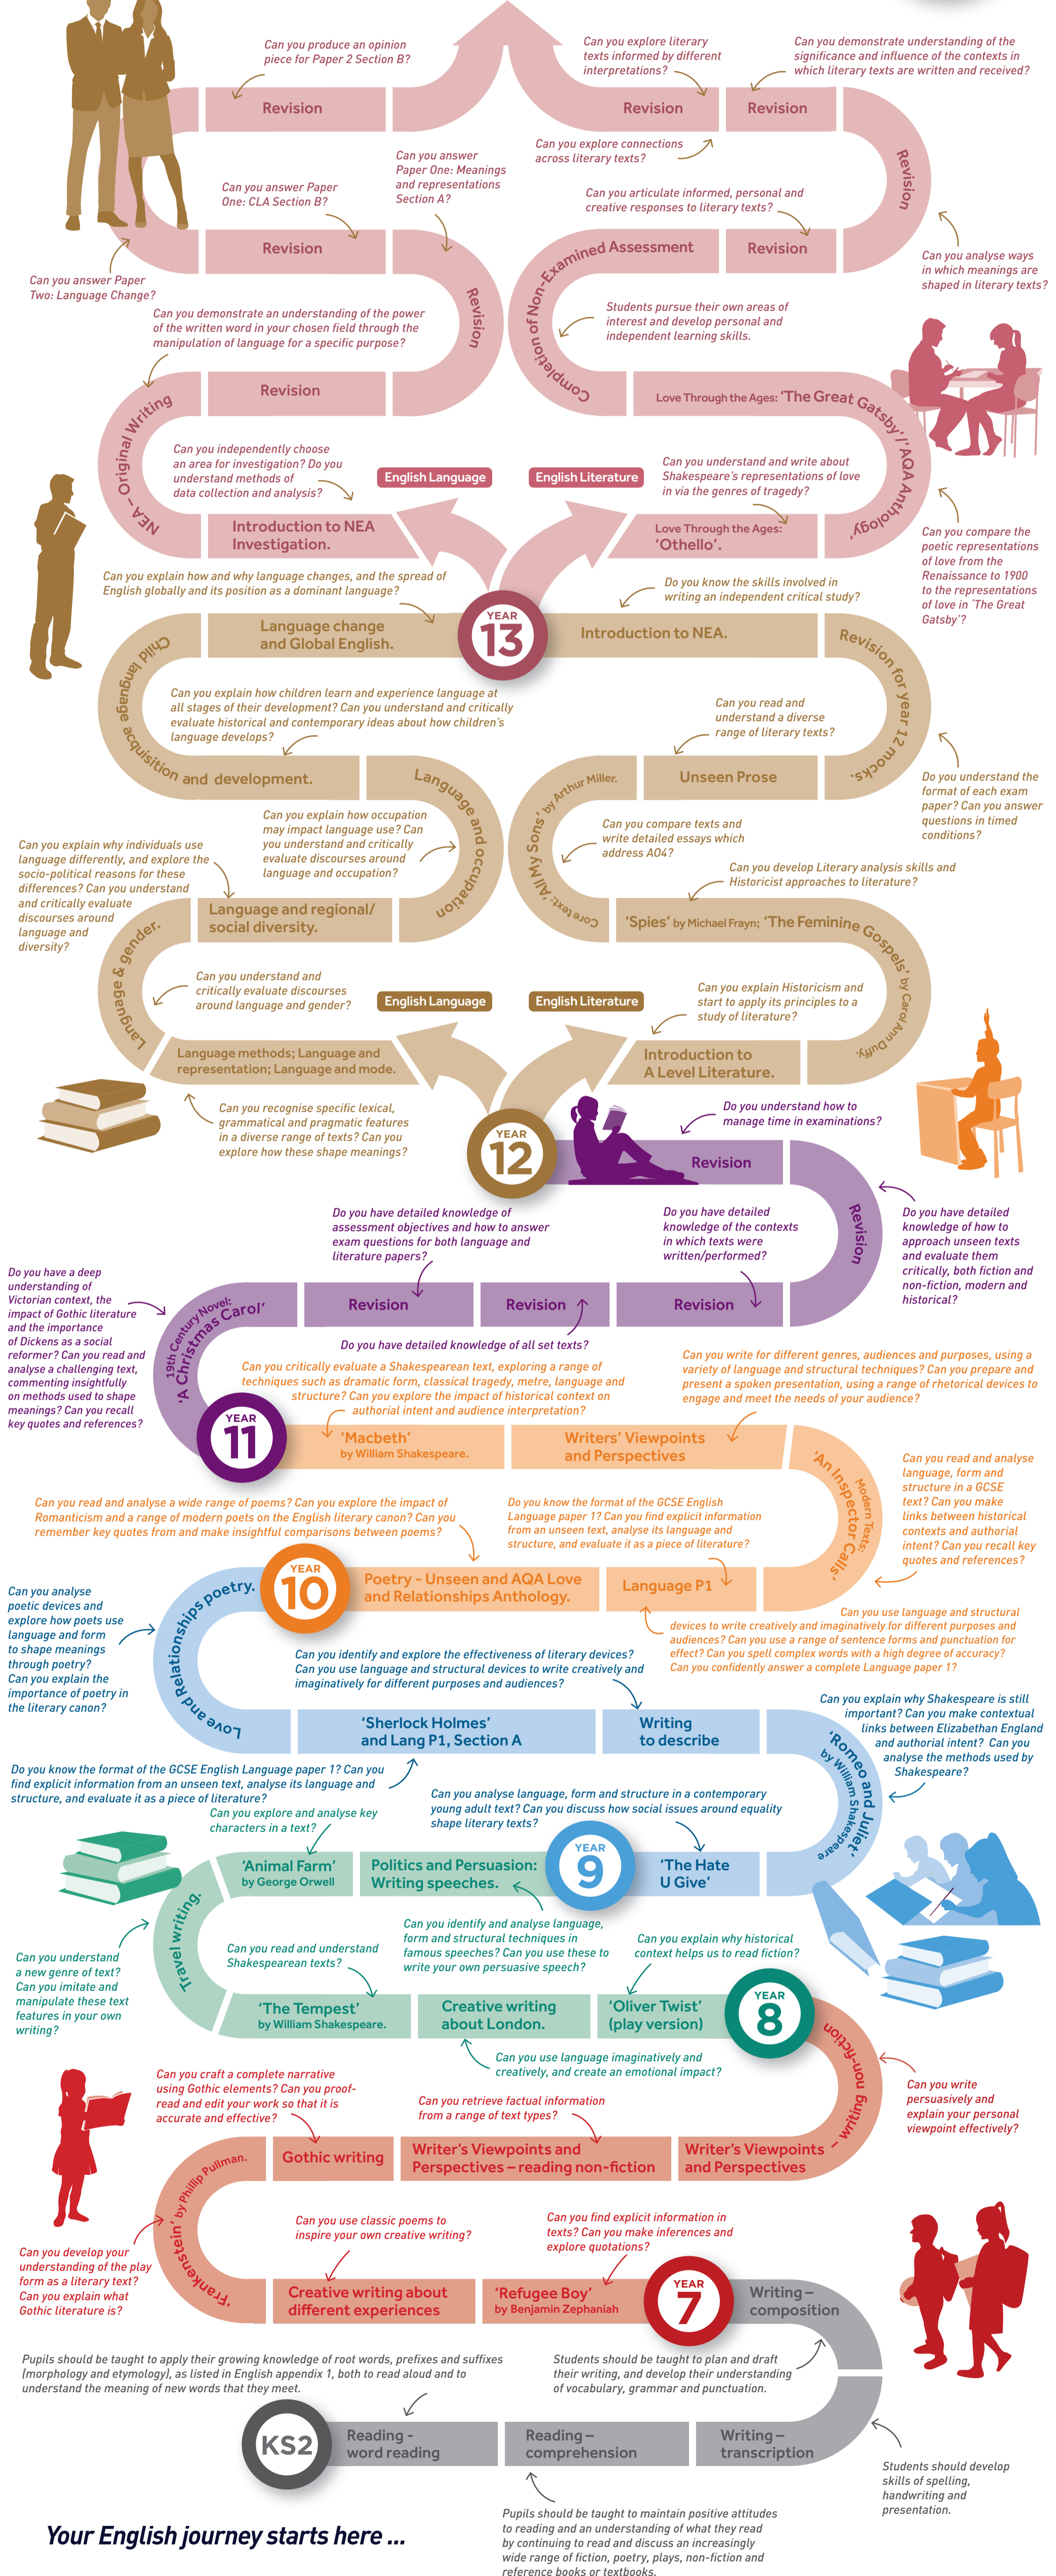 Can you produce an opinion
piece for Paper 2 Section B?
Can you explore literary
texts informed by different
interpretations?
Can you demonstrate understanding of the
significance and influence of the contexts in
which literary texts are written and received?
Revision
Revision
Revision
Can you explore connections
across literary texts?
Can you answer
Paper One: Meanings
and representations
Section A?
Revision
Can you answer Paper
One: CLA Section B?
Can you articulate informed, personal and
creative responses to literary texts?
Revision
Completion of Non-Examined Assessment
Revision
Can you analyse ways
in which meanings are
shaped in literary texts?
Can you answer Paper
Two: Language Change?
Revision
Can you demonstrate an understanding of the power
of the written word in your chosen field through the
manipulation of language for a specific purpose?
Students pursue their own areas of
interest and develop personal and
independent learning skills.
Revision
NEA – Original Writing
Love Through the Ages: 'The Great Gatsby' / 'AQA Anthology'
Can you independently choose
an area for investigation? Do you
understand methods of
data collection and analysis?
English Language
English Literature
Can you understand and write about
Shakespeare's representations of love
in via the genres of tragedy?
Introduction to NEA
Investigation.
Love Through the Ages:
'Othello'.
Can you compare the
poetic representations
of love from the
Renaissance to 1900
to the representations
of love in 'The Great
Gatsby'?
Can you explain how and why language changes, and the spread of
English globally and its position as a dominant language?
Do you know the skills involved in
writing an independent critical study?
Language change
and Global English.
YEAR
13
Introduction to NEA.
Revision for year 12 mocks.
Child language acquisition and development.
Can you explain how children learn and experience language at
all stages of their development? Can you understand and critically
evaluate historical and contemporary ideas about how children's
language develops?
Can you read and
understand a diverse
range of literary texts?
Unseen Prose
Do you understand the
format of each exam
paper? Can you answer
questions in timed
conditions?
Language and occupation
Core text: 'All My Sons' by Arthur Miller.
Can you explain how occupation
may impact language use? Can
you understand and critically
evaluate discourses around
language and occupation?
Can you compare texts and
write detailed essays which
address AO4?
Can you explain why individuals use
language differently, and explore the
socio-political reasons for these
differences? Can you understand
and critically evaluate
discourses around
language and
diversity?
Can you develop Literary analysis skills and
Historicist approaches to literature?
Language and regional/
social diversity.
'Spies' by Michael Frayn; 'The Feminine Gospels' by Carol Ann Duffy.
Language & gender.
Can you understand and
critically evaluate discourses
around language and gender?
English Language
English Literature
Can you explain Historicism and
start to apply its principles to a
study of literature?
Language methods; Language and
representation; Language and mode.
Introduction to
A Level Literature.
Can you recognise specific lexical,
grammatical and pragmatic features
in a diverse range of texts? Can you
explore how these shape meanings?
YEAR
12
Do you understand how to
manage time in examinations?
Revision
Revision
Do you have detailed knowledge of
assessment objectives and how to answer
exam questions for both language and
literature papers?
Do you have detailed
knowledge of the contexts
in which texts were
written/performed?
Do you have detailed
knowledge of how to
approach unseen texts
and evaluate them
critically, both fiction and
non-fiction, modern and
historical?
Do you have a deep
understanding of
Victorian context, the
impact of Gothic literature
and the importance
of Dickens as a social
reformer? Can you read and
analyse a challenging text,
commenting insightfully
on methods used to shape
meanings? Can you recall
key quotes and references?
19th Century Novel:
'A Christmas Carol'
Revision
Revision
Revision
Do you have detailed knowledge of all set texts?
Can you critically evaluate a Shakespearean text, exploring a range of
techniques such as dramatic form, classical tragedy, metre, language and
structure? Can you explore the impact of historical context on
authorial intent and audience interpretation?
Can you write for different genres, audiences and purposes, using a
variety of language and structural techniques? Can you prepare and
present a spoken presentation, using a range of rhetorical devices to
engage and meet the needs of your audience?
YEAR
11
'Macbeth'
by William Shakespeare.
Writers' Viewpoints
and Perspectives
Modern Texts:
'An Inspector Calls'
Can you read and analyse
language, form and
structure in a GCSE
text? Can you make
links between historical
contexts and authorial
intent? Can you recall key
quotes and references?
Can you read and analyse a wide range of poems? Can you explore the impact of
Romanticism and a range of modern poets on the English literary canon? Can you
remember key quotes from and make insightful comparisons between poems?
Do you know the format of the GCSE English
Language paper 1? Can you find explicit information
from an unseen text, analyse its language and
structure, and evaluate it as a piece of literature?
YEAR
10
Poetry - Unseen and AQA Love
and Relationships Anthology.
Language P1
Can you use language and structural
devices to write creatively and imaginatively for different purposes and
audiences? Can you use a range of sentence forms and punctuation for
effect? Can you spell complex words with a high degree of accuracy?
Can you confidently answer a complete Language paper 1?
Can you analyse
poetic devices and
explore how poets use
language and form
to shape meanings
through poetry?
Can you explain the
importance of poetry in
the literary canon?
Love and Relationships poetry.
Can you identify and explore the effectiveness of literary devices?
Can you use language and structural devices to write creatively and
imaginatively for different purposes and audiences?
'Sherlock Holmes'
and Lang P1, Section A
Writing
to describe
'Romeo and Juliet'
by William Shakespeare
Can you explain why Shakespeare is still
important? Can you make contextual
links between Elizabethan England
and authorial intent? Can you
analyse the methods used by
Shakespeare?
Do you know the format of the GCSE English Language paper 1? Can you
find explicit information from an unseen text, analyse its language and
structure, and evaluate it as a piece of literature?
Can you analyse language, form and structure in a contemporary
young adult text? Can you discuss how social issues around equality
shape literary texts?
Can you explore and analyse key
characters in a text?
'Animal Farm'
by George Orwell
Politics and Persuasion:
Writing speeches.
YEAR
9
'The Hate
U Give'
Travel writing.
Can you understand
a new genre of text?
Can you imitate and
manipulate these text
features in your own
writing?
Can you identify and analyse language,
form and structural techniques in
famous speeches? Can you use these to
write your own persuasive speech?
Can you read and understand
Shakespearean texts?
Can you explain why historical
context helps us to read fiction?
'The Tempest'
by William Shakespeare.
Creative writing
about London.
'Oliver Twist'
(play version)
YEAR
8
Can you use language imaginatively and
creatively, and create an emotional impact?
Can you craft a complete narrative
using Gothic elements? Can you proof-
read and edit your work so that it is
accurate and effective?
Can you retrieve factual information
from a range of text types?
Can you write
persuasively and
explain your personal
viewpoint effectively?
Gothic writing
Writer's Viewpoints and
Perspectives – reading non-fiction
Writer's Viewpoints
and Perspectives – writing non-fiction
'Frankenstein' by Phillip Pullman.
Can you develop your
understanding of the play
form as a literary text?
Can you explain what
Gothic literature is?
Can you use classic poems to
inspire your own creative writing?
Can you find explicit information in
texts? Can you make inferences and
explore quotations?
Creative writing about
different experiences
'Refugee Boy'
by Benjamin Zephaniah
YEAR
7
Writing –
composition
Pupils should be taught to apply their growing knowledge of root words, prefixes and suffixes
(morphology and etymology), as listed in English appendix 1, both to read aloud and to
understand the meaning of new words that they meet.
Students should be taught to plan and draft
their writing, and develop their understanding
of vocabulary, grammar and punctuation.
KS2
Reading -
word reading
Reading –
comprehension
Writing –
transcription
Students should develop
skills of spelling,
handwriting and
presentation.
Pupils should be taught to maintain positive attitudes
to reading and an understanding of what they read
by continuing to read and discuss an increasingly
wide range of fiction, poetry, plays, non-fiction and
reference books or textbooks.
Your English journey starts here ...